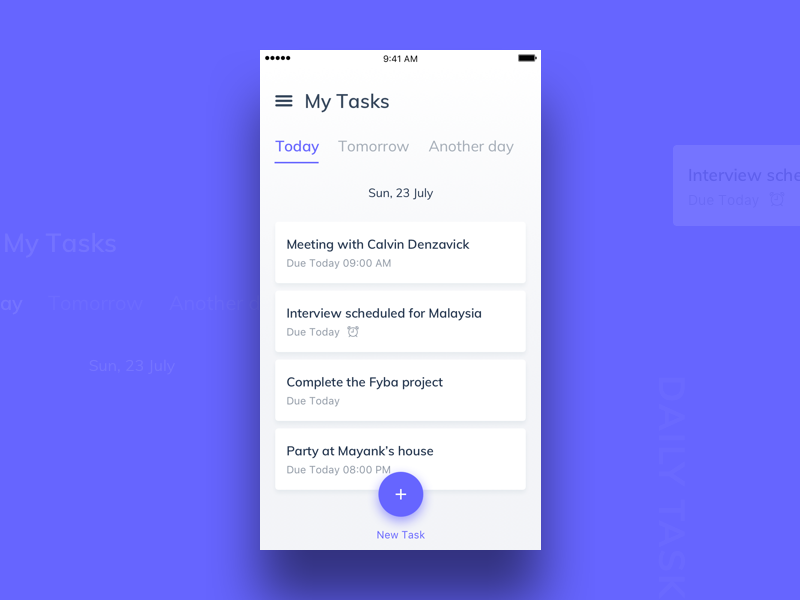 9:41 AM
My Tasks
Today Tomorrow Another day
Sun, 23 July
Meeting with Calvin Denzavick
Due Today 09:00 AM
Interview scheduled for Malaysia
Due Today
Complete the Fyba project
Due Today
Party at Mayank's house
Due Today 08:00 PM
+
New Task
My Tasks
ay Tomorrow Another d
Sun, 23 July
Interview sche
Due Today
DAILY TASK